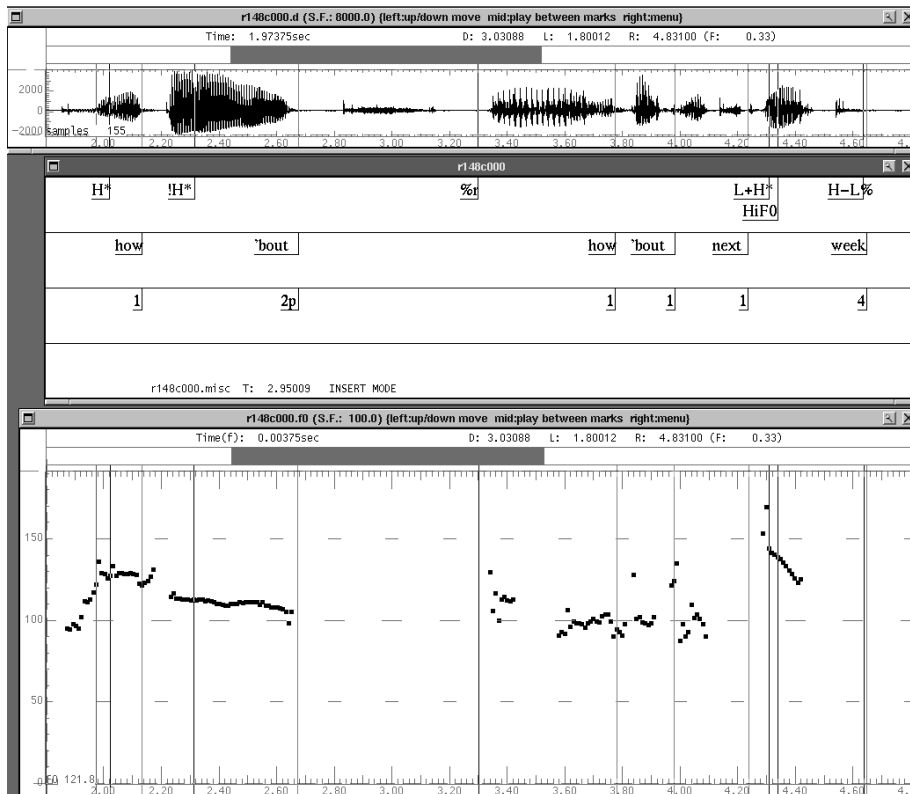 r148c000.d (S.F.: 8000.0) {left:up/down move mid:play between marks right:menu}
Time: 1.97375sec D: 3.03088 L: 1.80012 R: 4.83100 (F: 0.33)
2000
0
-2000
samples 155
2.00 2.20 2.40 2.60 2.80 3.00 3.20 3.40 3.60 3.80 4.00 4.20 4.40 4.60 4.
r148c000
H* !H* %r L+H* H-L%
HiF0
how 'bout how 'bout next week
1 2p 1 1 1 4
r148c000.misc T: 2.95009 INSERT MODE
r148c000.f0 (S.F.: 100.0) {left:up/down move mid:play between marks right:menu}
Time(f): 0.00375sec D: 3.03088 L: 1.80012 R: 4.83100 (F: 0.33)
150
100
50
F0 121.8
2.00 2.20 2.40 2.60 2.80 3.00 3.20 3.40 3.60 3.80 4.00 4.20 4.40 4.60 4.